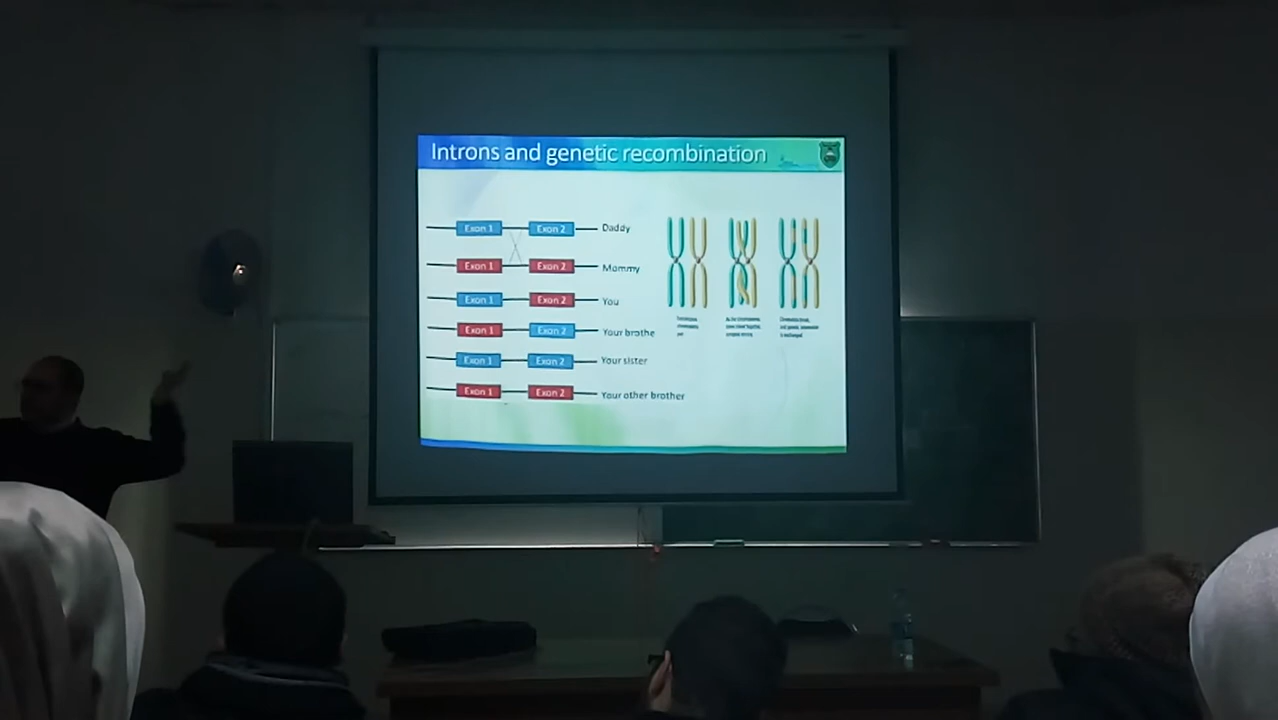 Introns and genetic recombination
Exon 1 Exon 2 Daddy
Exon 1 Exon 2 Mommy
Exon 1 Exon 2 You
Exon 1 Exon 2 Your brothe
Exon 1 Exon 2 Your sister
Exon 1 Exon 2 Your other brother